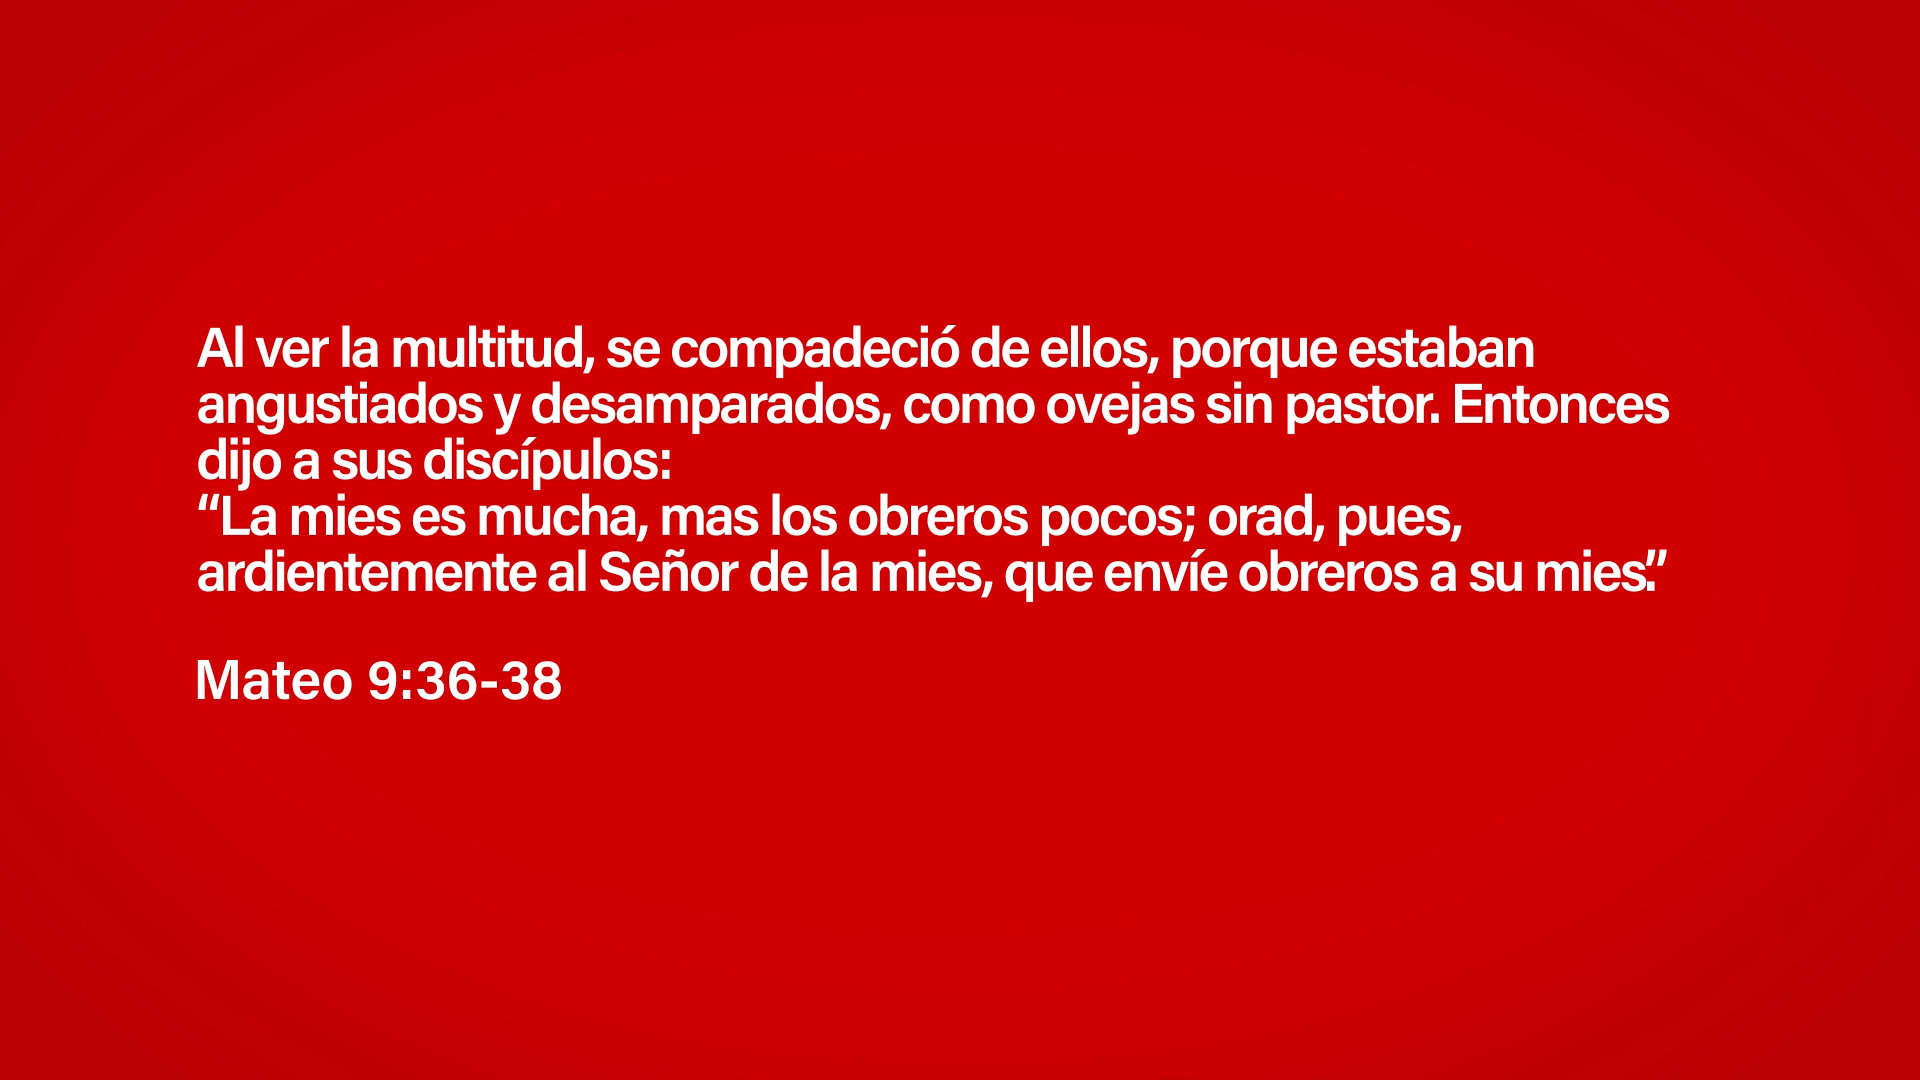 Al ver la multitud, se compadeció de ellos, porque estaban
angustiados y desamparados, como ovejas sin pastor. Entonces
dijo a sus discípulos:
“La mies es mucha, mas los obreros pocos; orad, pues,
ardientemente al Señor de la mies, que envíe obreros a su mies.”
Mateo 9:36-38